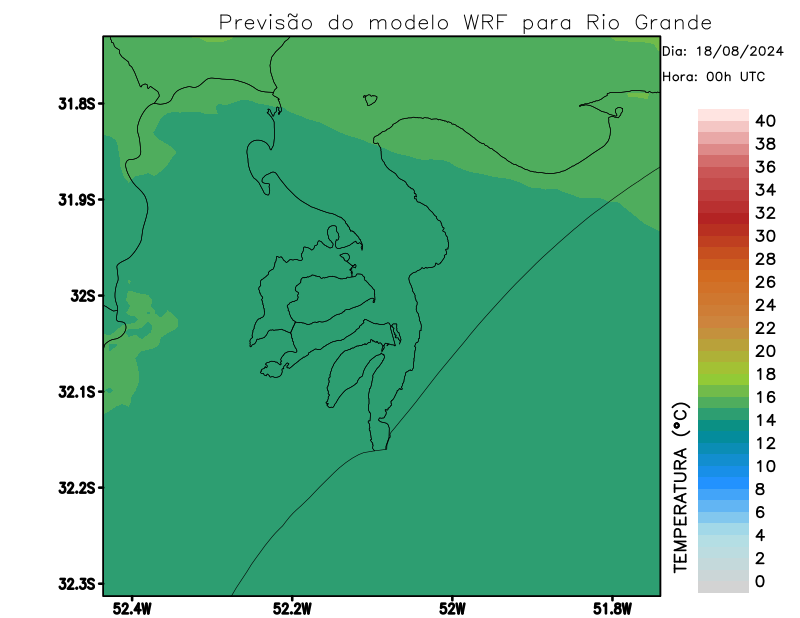 Previsão do modelo WRF para Rio Grande
Dia: 18/08/2024
Hora: 00h UTC
31.8S
31.9S
32S
32.1S
32.2S
32.3S
52.4W
52.2W
52W
51.8W
TEMPERATURA (°C)
40
38
36
34
32
30
28
26
24
22
20
18
16
14
12
10
8
6
4
2
0